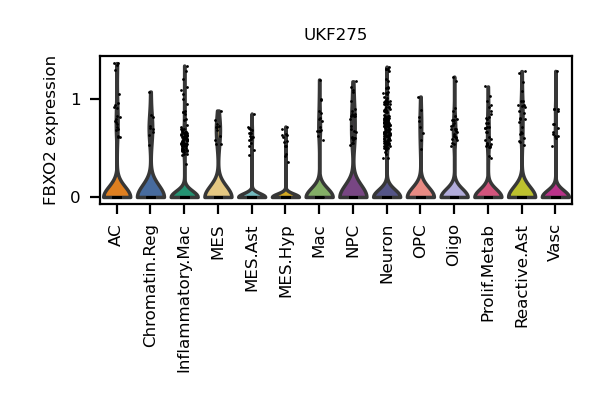 UKF275
FBXO2 expression
1
0
AC
Chromatin.Reg
Inflammatory.Mac
MES
MES.Ast
MES.Hyp
Mac
NPC
Neuron
OPC
Oligo
Prolif.Metab
Reactive.Ast
Vasc